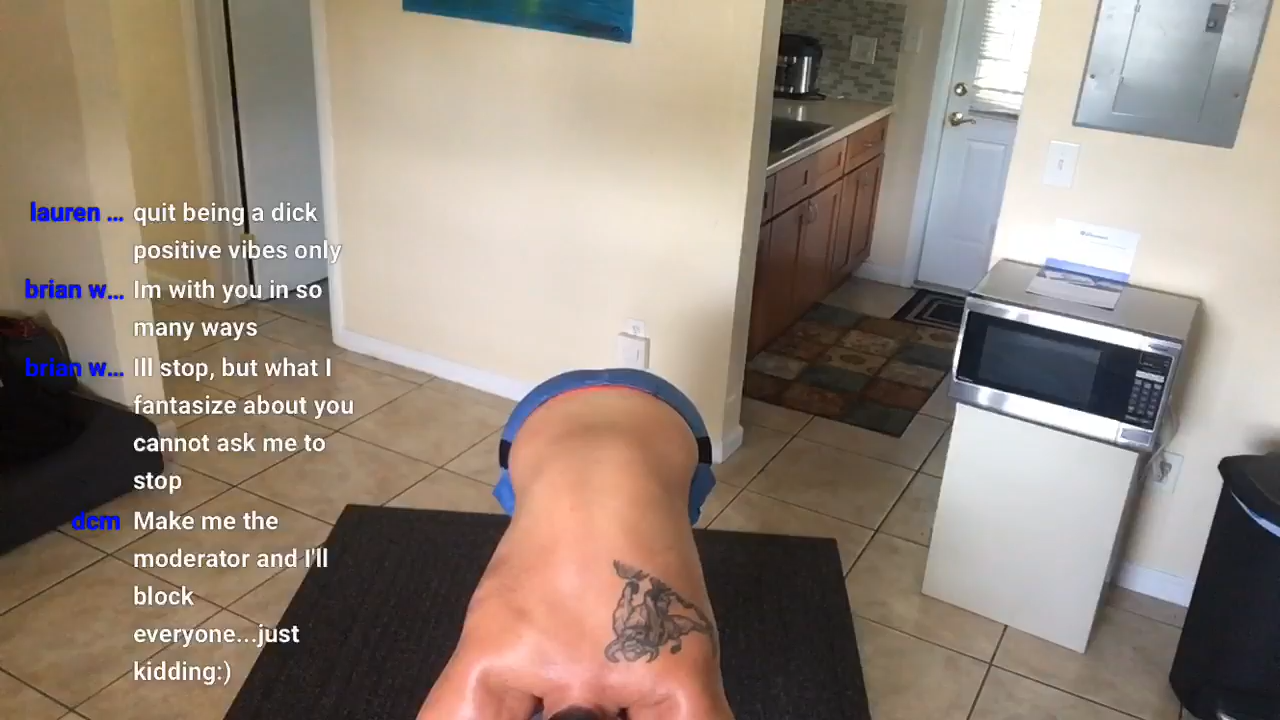 lauren ... quit being a dick
positive vibes only
brian w... Im with you in so
many ways
brian w... Ill stop, but what I
fantasize about you
cannot ask me to
stop
dcm Make me the
moderator and I'll
block
everyone...just
kidding:)